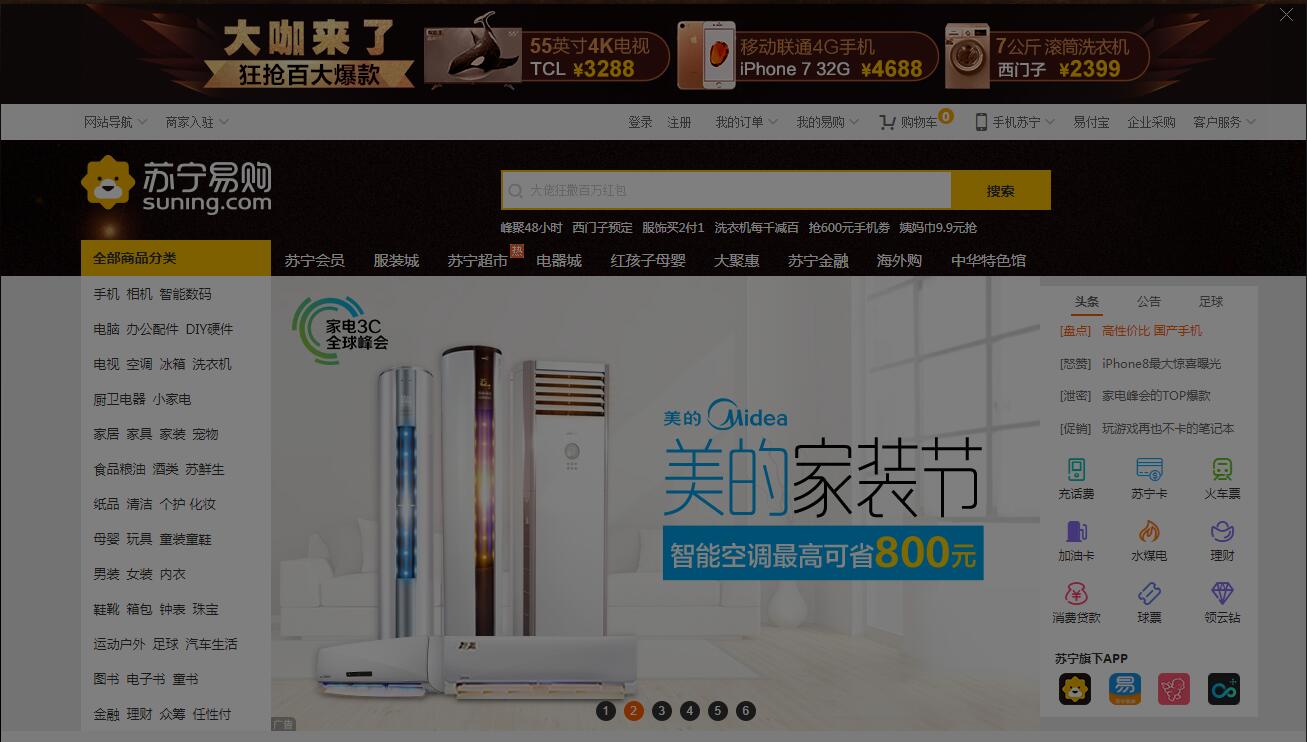 大咖来了
狂抢百大爆款
55英寸4K电视
TCL ¥3288
移动联通4G手机
iPhone 7 32G ¥4688
7公斤 滚筒洗衣机
西门子 ¥2399
网站导航 商家入驻 登录 注册 我的订单 我的易购 购物车 0 手机苏宁 易付宝 企业采购 客户服务
苏宁易购
suning.com
大佬狂撒百万红包 搜索
峰聚48小时 西门子预定 服饰买2付1 洗衣机每千减百 抢600元手机券 姨妈巾9.9元抢
全部商品分类 苏宁会员 服装城 苏宁超市 热 电器城 红孩子母婴 大聚惠 苏宁金融 海外购 中华特色馆
手机 相机 智能数码
电脑 办公配件 DIY硬件
电视 空调 冰箱 洗衣机
厨卫电器 小家电
家居 家具 家装 宠物
食品粮油 酒类 苏鲜生
纸品 清洁 个护 化妆
母婴 玩具 童装童鞋
男装 女装 内衣
鞋靴 箱包 钟表 珠宝
运动户外 足球 汽车生活
图书 电子书 童书
金融 理财 众筹 任性付
家电3C
全球峰会
美的 Midea
美的家装节
智能空调最高可省800元
广告
1 2 3 4 5 6
头条 公告 足球
[盘点] 高性价比 国产手机
[怒赞] iPhone8最大惊喜曝光
[泄密] 家电峰会的TOP爆款
[促销] 玩游戏再也不卡的笔记本
充话费 苏宁卡 火车票
加油卡 水煤电 理财
消费贷款 球票 领云钻
苏宁旗下APP
易